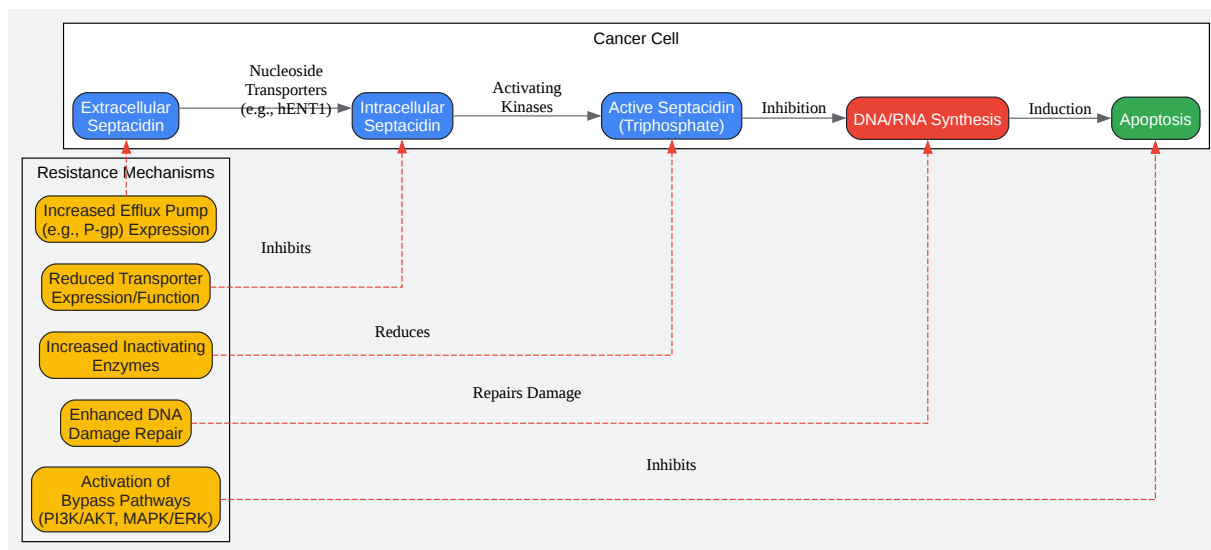 Cancer Cell
Nucleoside
Transporters
(e.g., hENT1)
Activating
Kinases
Extracellular
Septacidin
Intracellular
Septacidin
Active Septacidin
(Triphosphate)
Inhibition
DNA/RNA Synthesis
Induction
Apoptosis
Resistance Mechanisms
Increased Efflux Pump
(e.g., P-gp) Expression
Inhibits
Reduced Transporter
Expression/Function
Reduces
Increased Inactivating
Enzymes
Repairs Damage
Enhanced DNA
Damage Repair
Inhibits
Activation of
Bypass Pathways
(PI3K/AKT, MAPK/ERK)